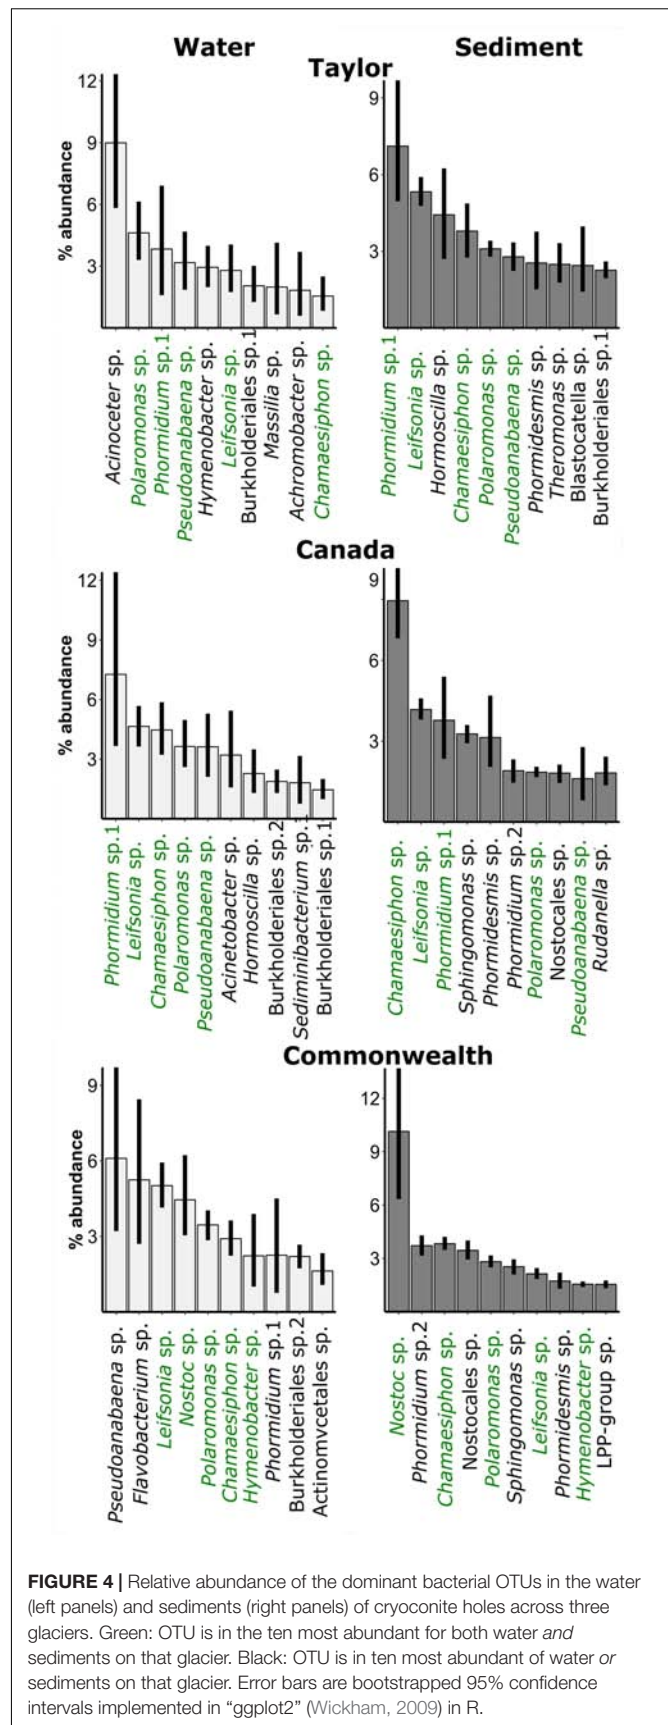 Water
Sediment
Taylor
% abundance
12
9
6
3
Acinoceter sp.
Polaromonas sp.
Phormidium sp.1
Pseudoanabaena sp.
Hymenobacter sp.
Leifsonia sp.
Burkholderiales sp.1
Massilia sp.
Achromobacter sp.
Chamaesiphon sp.
9
6
3
Phormidium sp.1
Leifsonia sp.
Hormoscilla sp.
Chamaesiphon sp.
Polaromonas sp.
Pseudoanabaena sp.
Phormidesmis sp.
Theromonas sp.
Blastocatella sp.
Burkholderiales sp.1
Canada
% abundance
12
9
6
3
Phormidium sp.1
Leifsonia sp.
Chamaesiphon sp.
Polaromonas sp.
Pseudoanabaena sp.
Acinetobacter sp.
Hormoscilla sp.
Burkholderiales sp.2
Sediminibacterium sp.1
Burkholderiales sp.1
9
6
3
Chamaesiphon sp.
Leifsonia sp.
Phormidium sp.1
Sphingomonas sp.
Phormidesmis sp.
Phormidium sp.2
Polaromonas sp.
Nostocales sp.
Pseudoanabaena sp.
Rudanella sp.
Commonwealth
% abundance
9
6
3
Pseudoanabaena sp.
Flavobacterium sp.
Leifsonia sp.
Nostoc sp.
Polaromonas sp.
Chamaesiphon sp.
Hymenobacter sp.
Phormidium sp.1
Burkholderiales sp.2
Actinomycetales sp.
12
9
6
3
Nostoc sp.
Phormidium sp.2
Chamaesiphon sp.
Nostocales sp.
Polaromonas sp.
Sphingomonas sp.
Leifsonia sp.
Phormidesmis sp.
Hymenobacter sp.
LPP-group sp.
FIGURE 4 | Relative abundance of the dominant bacterial OTUs in the water
(left panels) and sediments (right panels) of cryoconite holes across three
glaciers. Green: OTU is in the ten most abundant for both water and
sediments on that glacier. Black: OTU is in ten most abundant of water or
sediments on that glacier. Error bars are bootstrapped 95% confidence
intervals implemented in "ggplot2" (Wickham, 2009) in R.